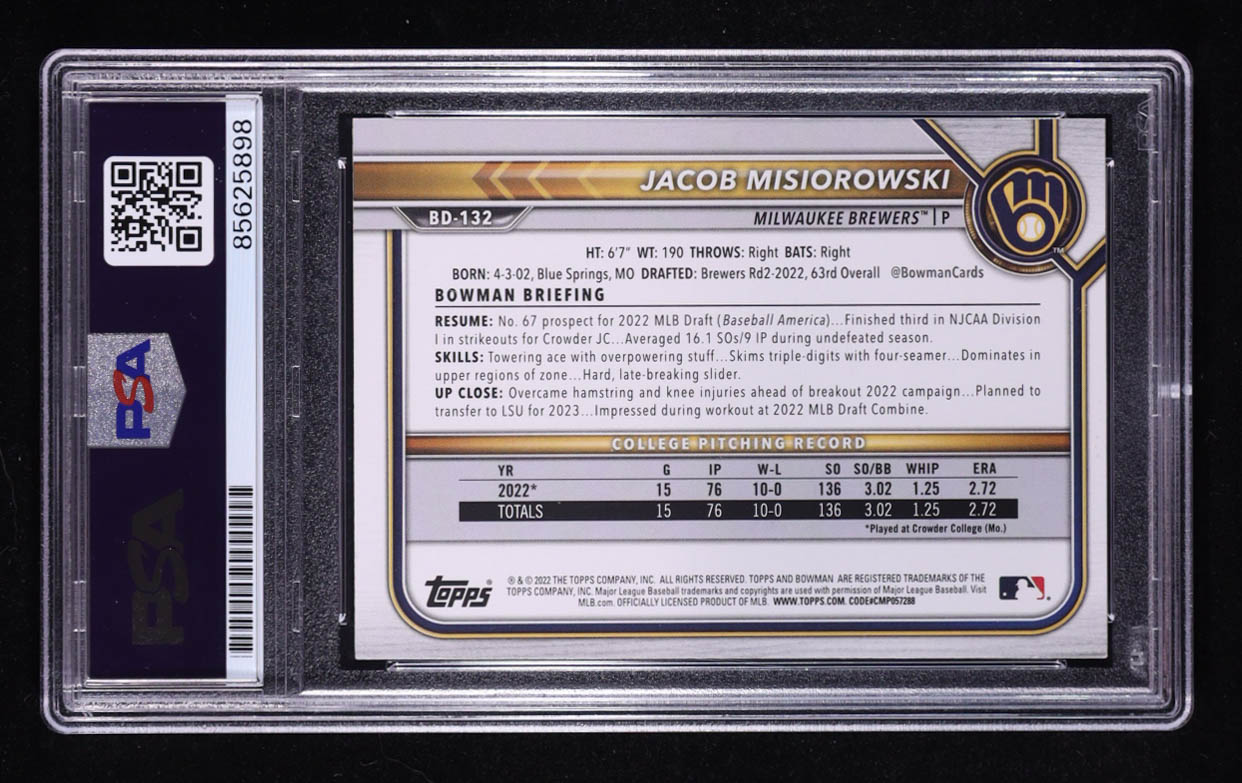 85625898
PSA
PSA
JACOB MISIOROWSKI
BD-132
MILWAUKEE BREWERS™ | P
™
HT: 6'7" WT: 190 THROWS: Right BATS: Right
BORN: 4-3-02, Blue Springs, MO DRAFTED: Brewers Rd2-2022, 63rd Overall @BowmanCards
BOWMAN BRIEFING
RESUME: No. 67 prospect for 2022 MLB Draft (Baseball America)...Finished third in NJCAA Division
I in strikeouts for Crowder JC...Averaged 16.1 SOs/9 IP during undefeated season.
SKILLS: Towering ace with overpowering stuff...Skims triple-digits with four-seamer...Dominates in
upper regions of zone...Hard, late-breaking slider.
UP CLOSE: Overcame hamstring and knee injuries ahead of breakout 2022 campaign...Planned to
transfer to LSU for 2023...Impressed during workout at 2022 MLB Draft Combine.
COLLEGE PITCHING RECORD
YR G IP W-L SO SO/BB WHIP ERA
2022* 15 76 10-0 136 3.02 1.25 2.72
TOTALS 15 76 10-0 136 3.02 1.25 2.72
*Played at Crowder College (Mo.)
Topps®
® & © 2022 THE TOPPS COMPANY, INC. ALL RIGHTS RESERVED. TOPPS AND BOWMAN ARE REGISTERED TRADEMARKS OF THE
TOPPS COMPANY, INC. Major League Baseball trademarks and copyrights are used with permission of Major League Baseball. Visit
MLB.com. OFFICIALLY LICENSED PRODUCT OF MLB. WWW.TOPPS.COM. CODE#CMP057288